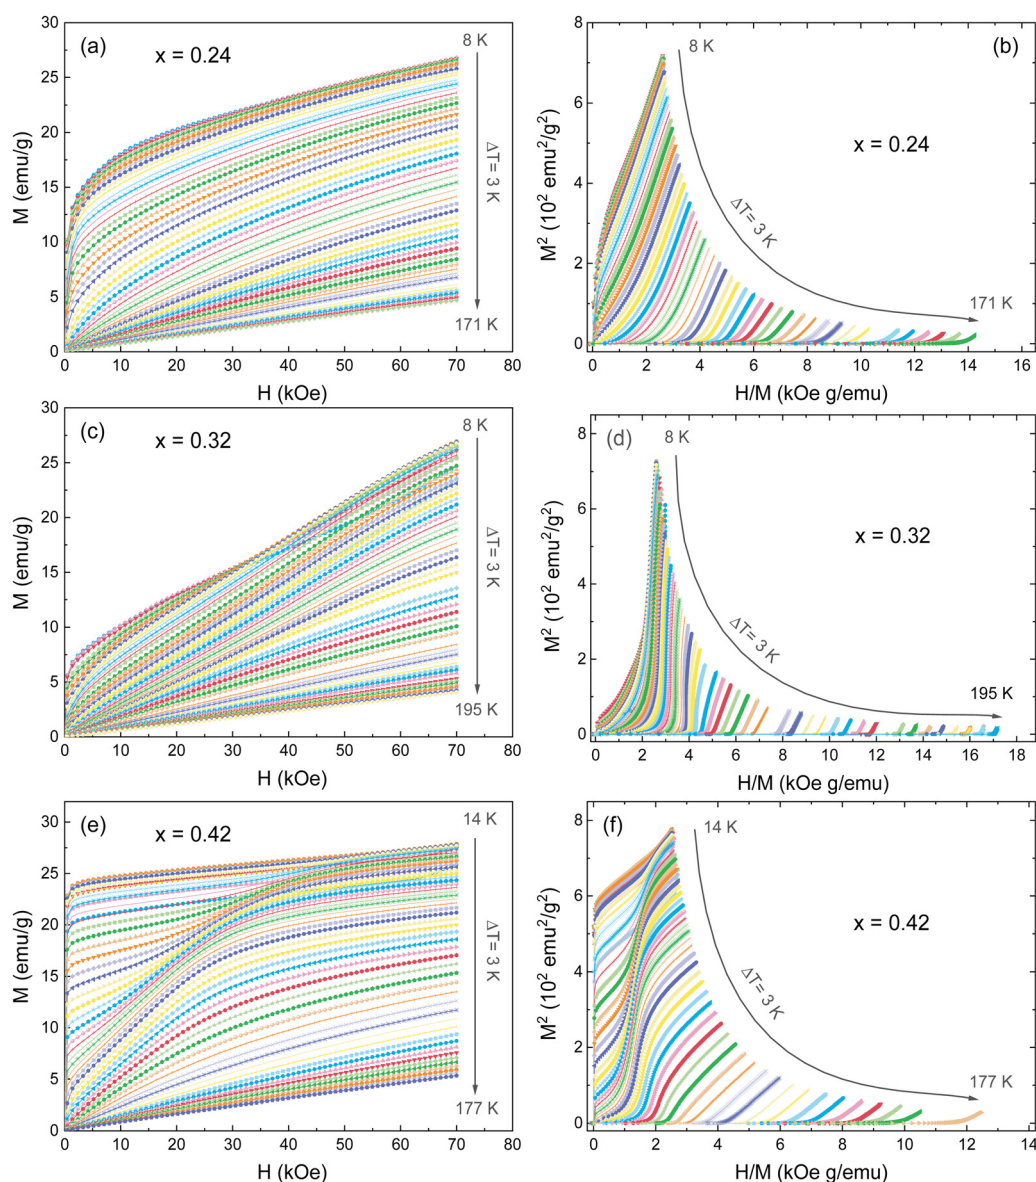 (a)
x = 0.24
8 K
ΔT= 3 K
171 K
M (emu/g)
30
25
20
15
10
5
0
0 10 20 30 40 50 60 70 80
H (kOe)
(b)
8 K
x = 0.24
ΔT= 3 K
171 K
M² (10² emu²/g²)
8
6
4
2
0
0 2 4 6 8 10 12 14 16
H/M (kOe g/emu)
(c)
x = 0.32
8 K
ΔT= 3 K
195 K
M (emu/g)
30
25
20
15
10
5
0
0 10 20 30 40 50 60 70 80
H (kOe)
(d)
8 K
x = 0.32
ΔT= 3 K
195 K
M² (10² emu²/g²)
8
6
4
2
0
0 2 4 6 8 10 12 14 16 18
H/M (kOe g/emu)
(e)
x = 0.42
14 K
ΔT= 3 K
177 K
M (emu/g)
30
25
20
15
10
5
0
0 10 20 30 40 50 60 70 80
H (kOe)
(f)
14 K
x = 0.42
ΔT= 3 K
177 K
M² (10² emu²/g²)
8
6
4
2
0
0 2 4 6 8 10 12 14
H/M (kOe g/emu)